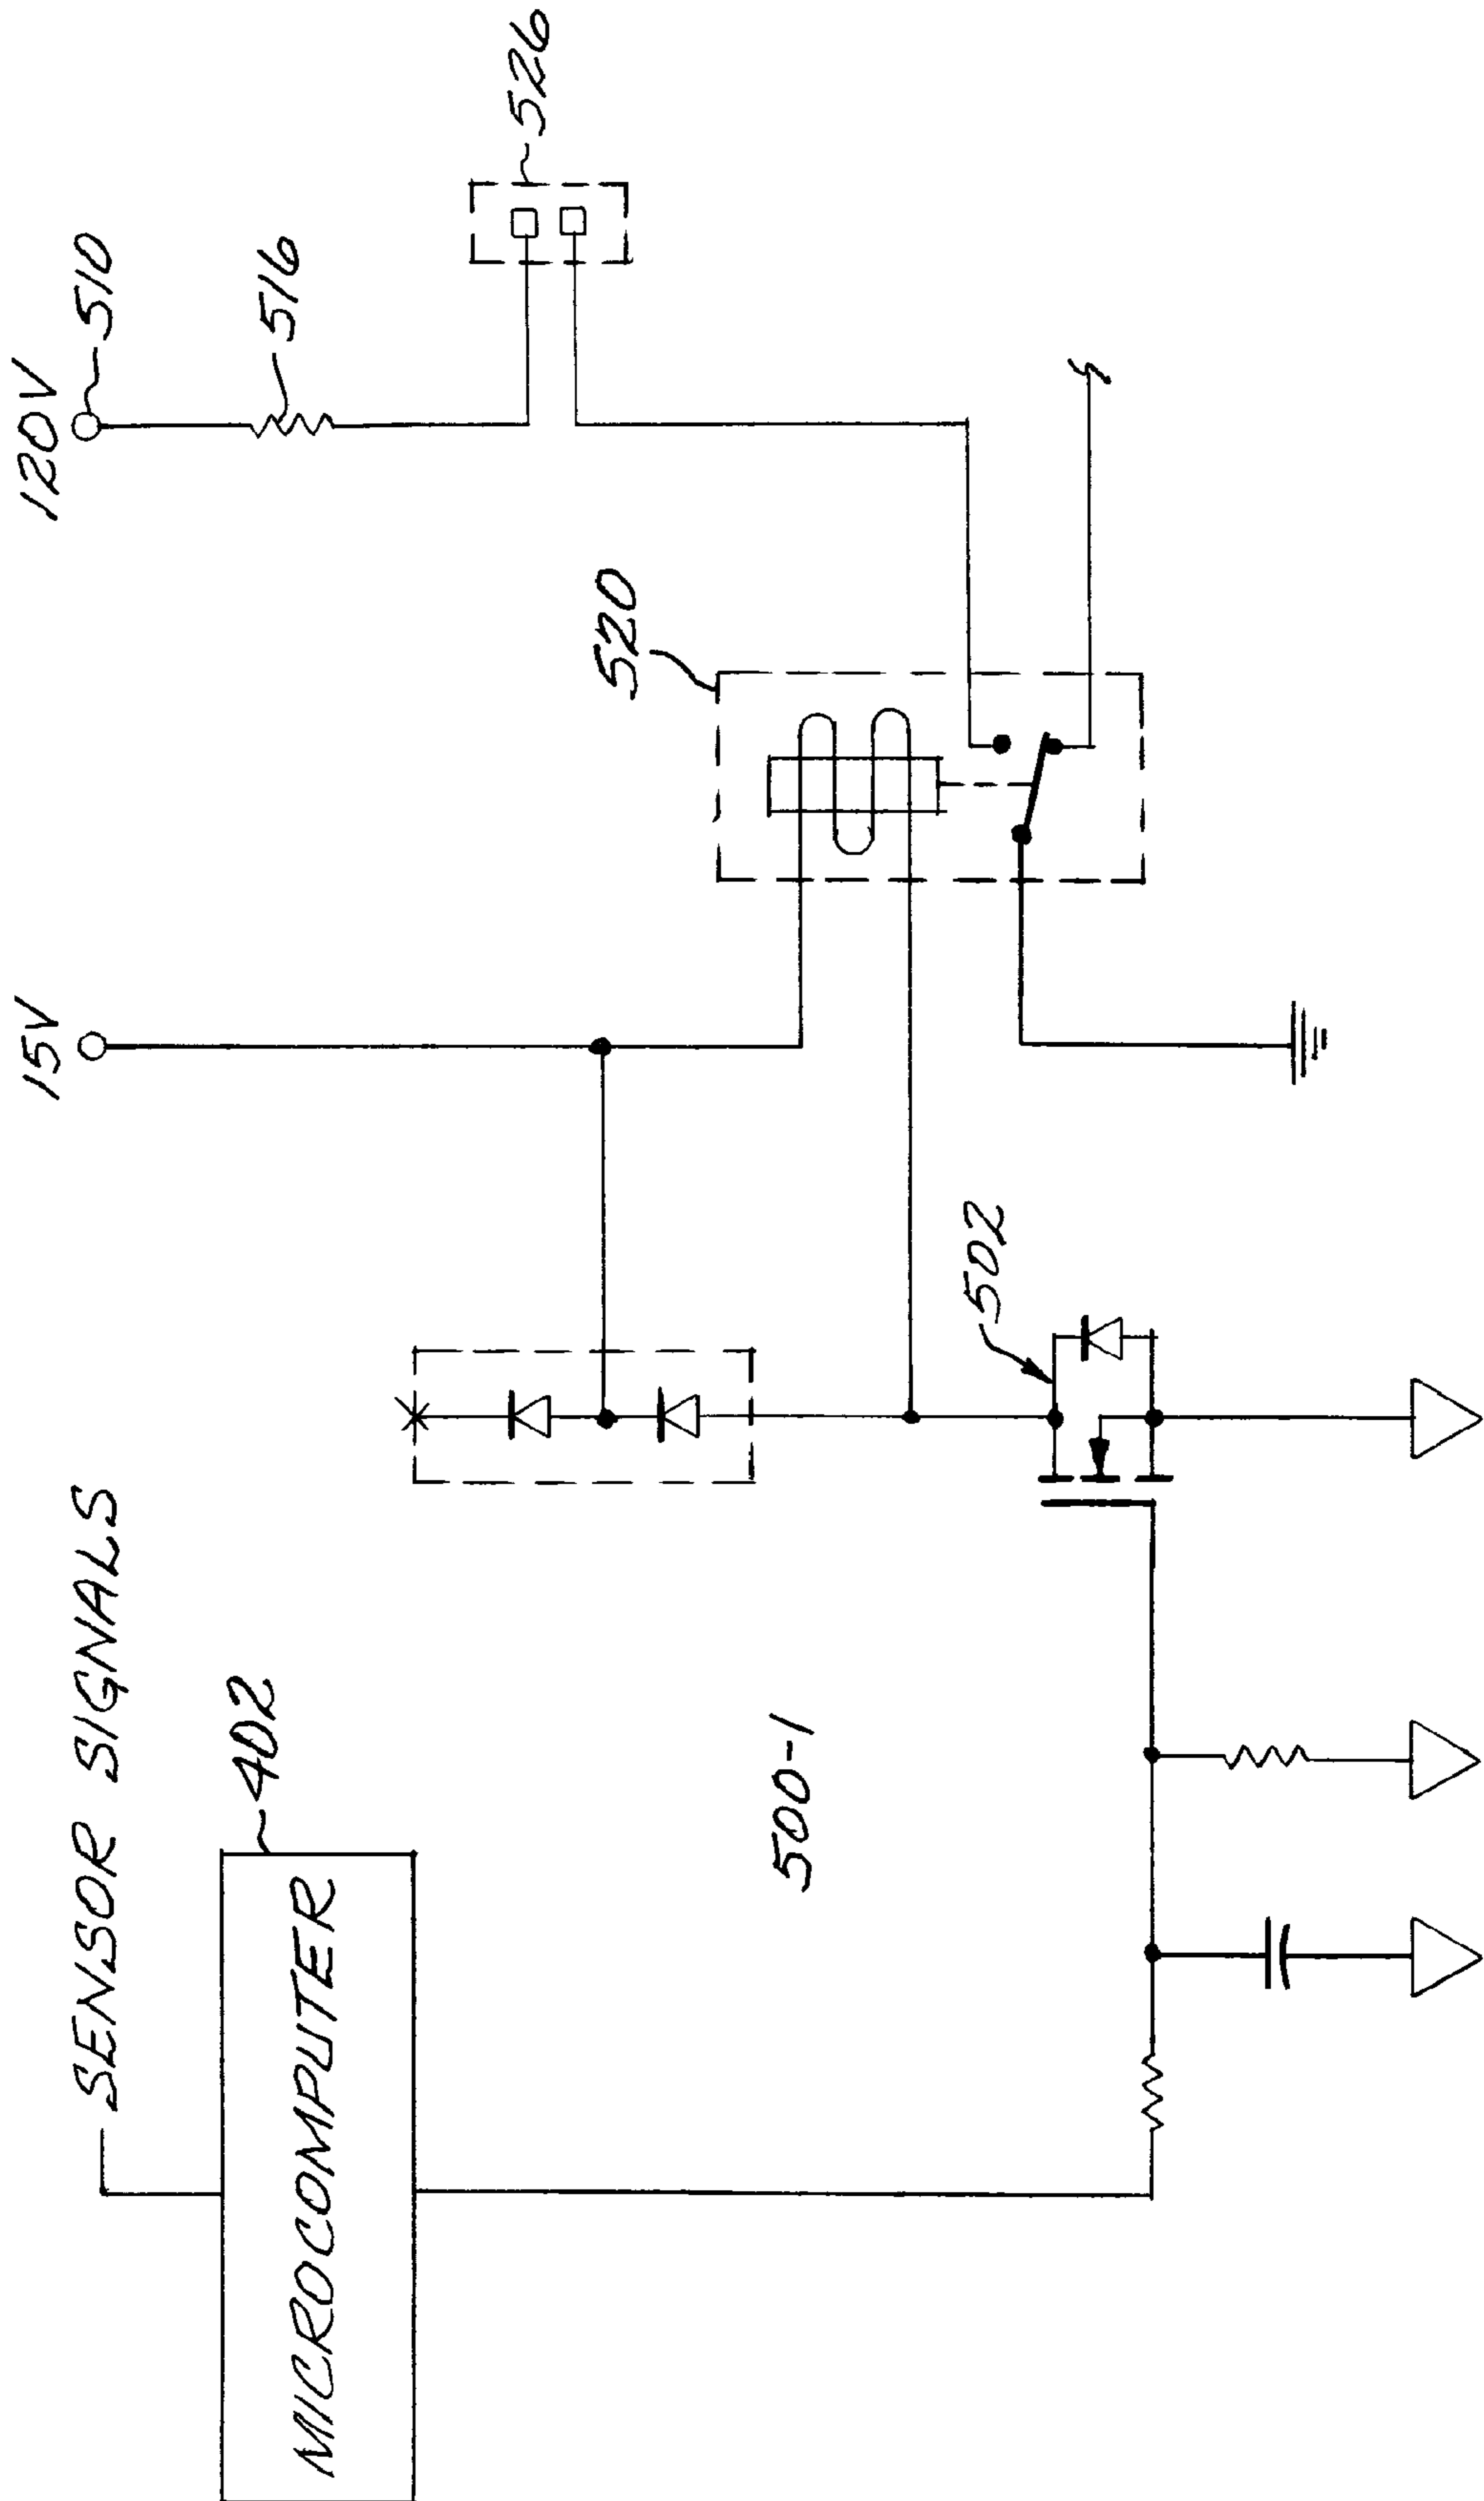 SENSOR SIGNALS
15V
120V
510
516
526
402
MICROCOMPUTER
520
500-1
502